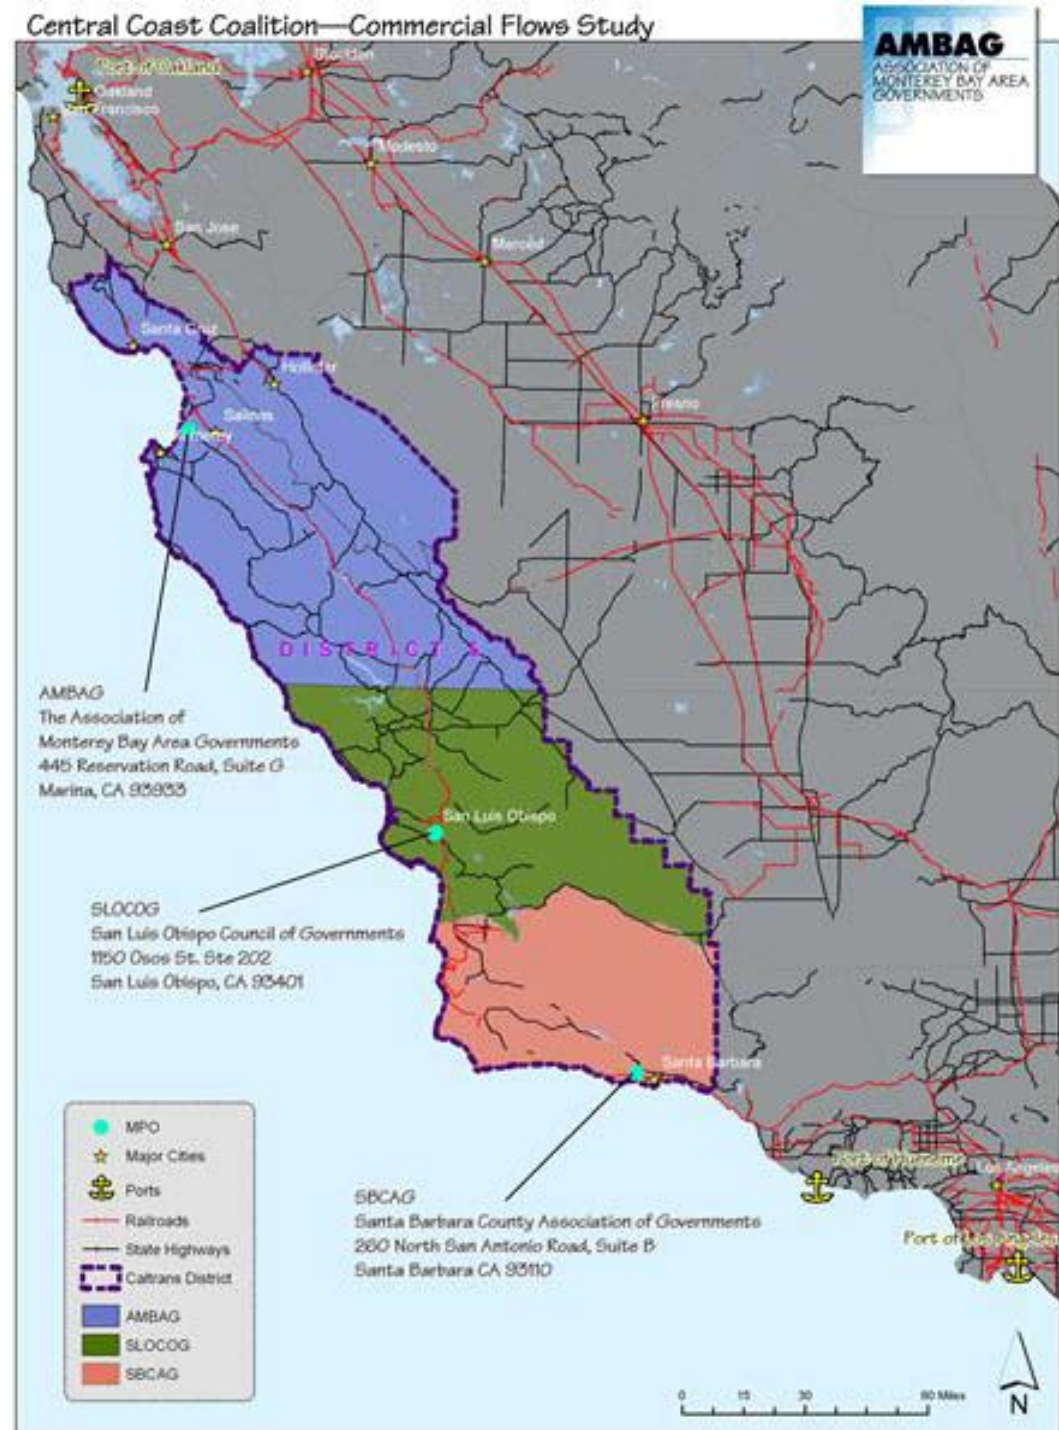 Central Coast Coalition—Commercial Flows Study
AMBAG
ASSOCIATION OF
MONTEREY BAY AREA
GOVERNMENTS
Stockton
Port of Oakland
Oakland
Francisco
Modesto
San Jose
Merced
Santa Cruz
Hollister
Fresno
Salinas
DISTRICT
AMBAG
The Association of
Monterey Bay Area Governments
445 Reservation Road, Suite G
Marina, CA 93933
San Luis Obispo
SLOCOG
San Luis Obispo Council of Governments
1150 Osos St. Ste 202
San Luis Obispo, CA 93401
Santa Barbara
SBCAG
Santa Barbara County Association of Governments
260 North San Antonio Road, Suite B
Santa Barbara CA 93110
Port of Hueneme
Los Angeles
Port of Los Angeles
MPO
Major Cities
Ports
Railroads
State Highways
Caltrans District
AMBAG
SLOCOG
SBCAG
0 15 30 60 Miles
N